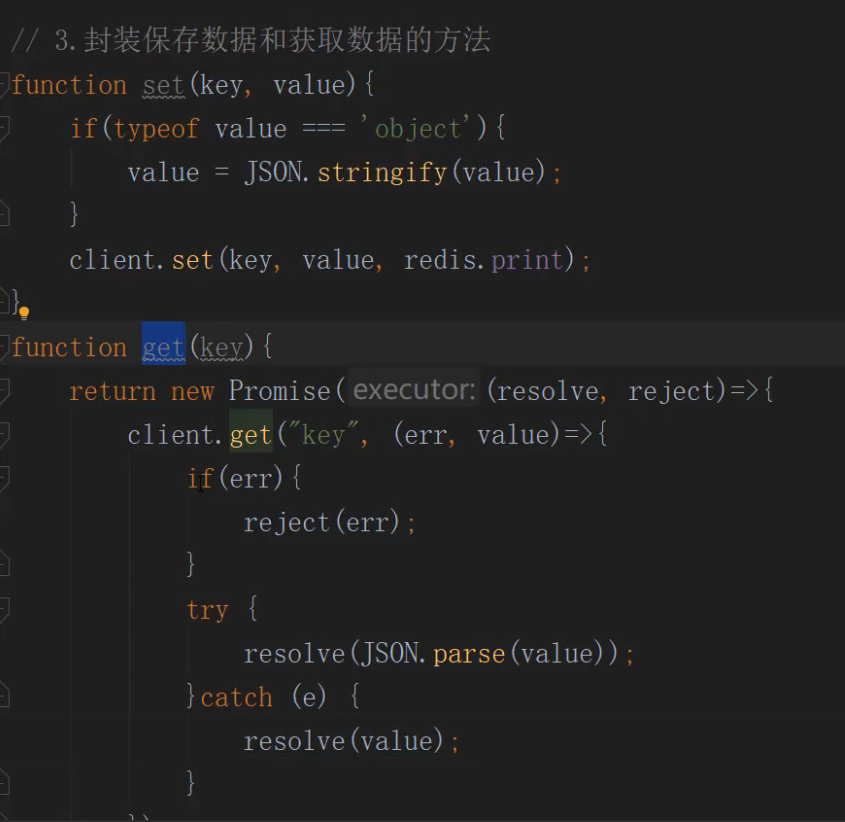 // 3.封装保存数据和获取数据的方法
function set(key, value){
    if(typeof value === 'object'){
        value = JSON.stringify(value);
    }
    client.set(key, value, redis.print);
}
function get(key){
    return new Promise( executor: (resolve, reject)=>{
        client.get("key", (err, value)=>{
            if(err){
                reject(err);
            }
            try {
                resolve(JSON.parse(value));
            }catch (e) {
                resolve(value);
            }